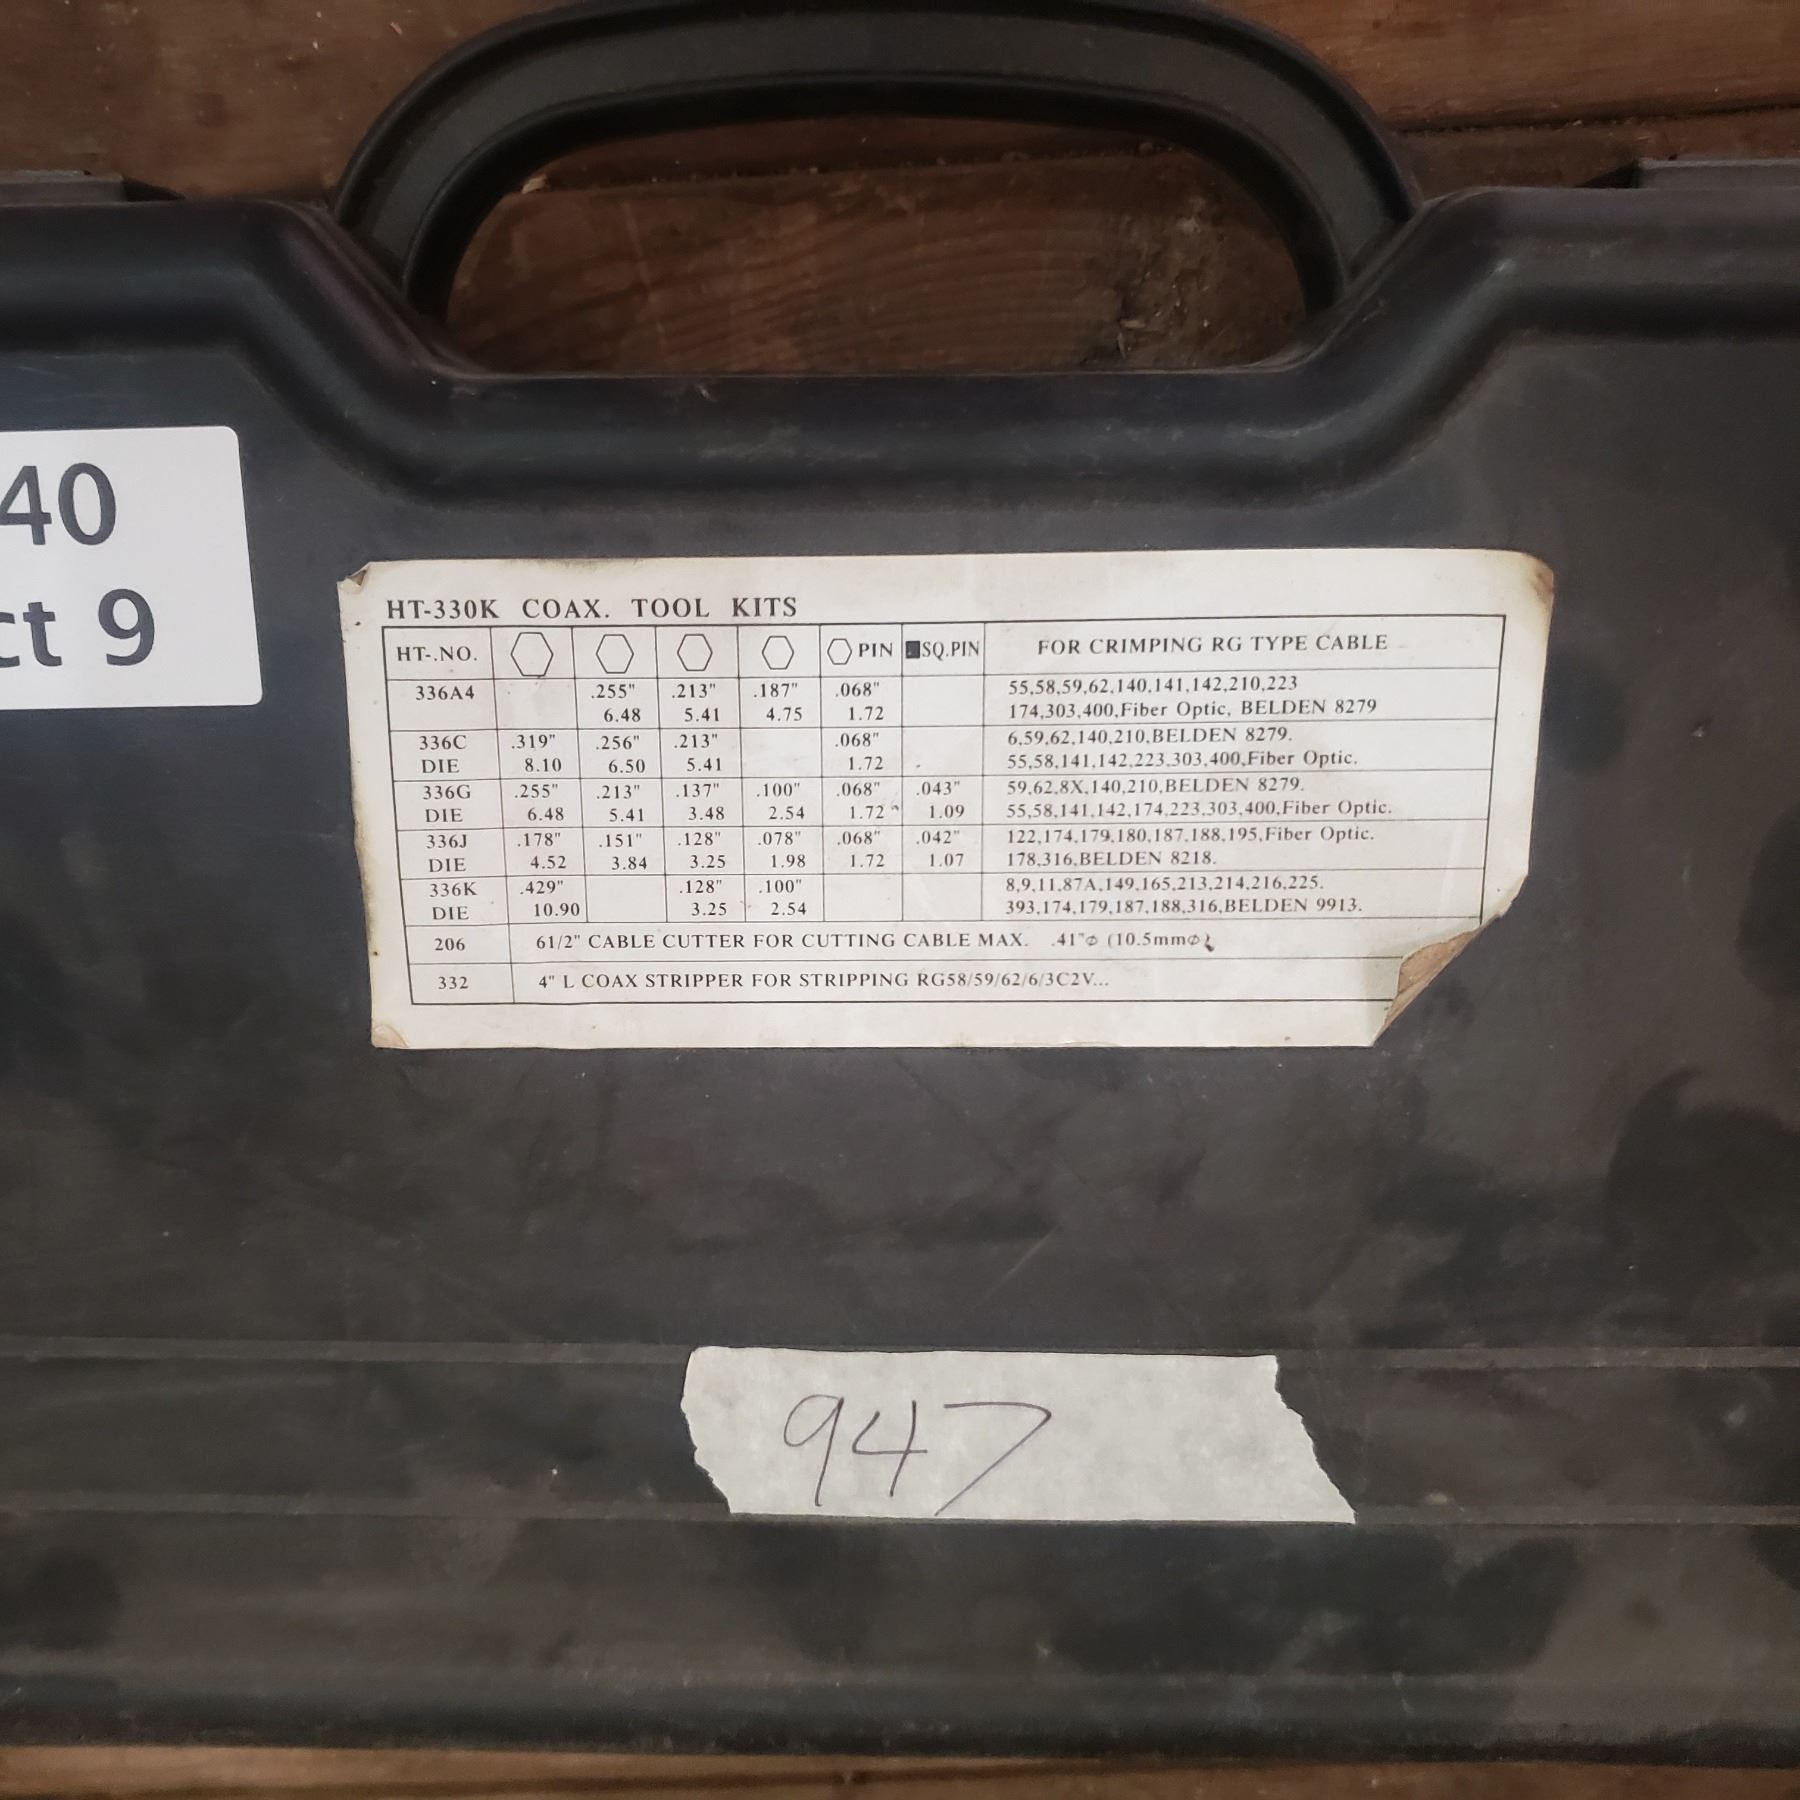 40
ct 9
HT-330K COAX. TOOL KITS
HT-.NO. PIN SQ.PIN FOR CRIMPING RG TYPE CABLE
336A4 .255" .213" .187" .068" 55,58,59,62,140,141,142,210,223
6.48 5.41 4.75 1.72 174,303,400,Fiber Optic, BELDEN 8279
336C .319" .256" .213" .068" 6,59,62,140,210,BELDEN 8279.
DIE 8.10 6.50 5.41 1.72 55,58,141,142,223,303,400,Fiber Optic.
336G .255" .213" .137" .100" .068" .043" 59,62,8X,140,210,BELDEN 8279.
DIE 6.48 5.41 3.48 2.54 1.72 1.09 55,58,141,142,174,223,303,400,Fiber Optic.
336J .178" .151" .128" .078" .068" .042" 122,174,179,180,187,188,195,Fiber Optic.
DIE 4.52 3.84 3.25 1.98 1.72 1.07 178,316,BELDEN 8218.
336K .429" .128" .100" 8,9,11,87A,149,165,213,214,216,225.
DIE 10.90 3.25 2.54 393,174,179,187,188,316,BELDEN 9913.
206 61/2" CABLE CUTTER FOR CUTTING CABLE MAX. .41"⌀ (10.5mm⌀)
332 4" L COAX STRIPPER FOR STRIPPING RG58/59/62/6/3C2V...
947